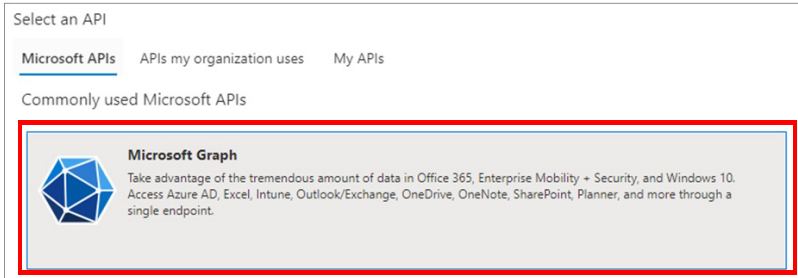 Select an API
Microsoft APIs APIs my organization uses My APIs
Commonly used Microsoft APIs
Microsoft Graph
Take advantage of the tremendous amount of data in Office 365, Enterprise Mobility + Security, and Windows 10.
Access Azure AD, Excel, Intune, Outlook/Exchange, OneDrive, OneNote, SharePoint, Planner, and more through a
single endpoint.